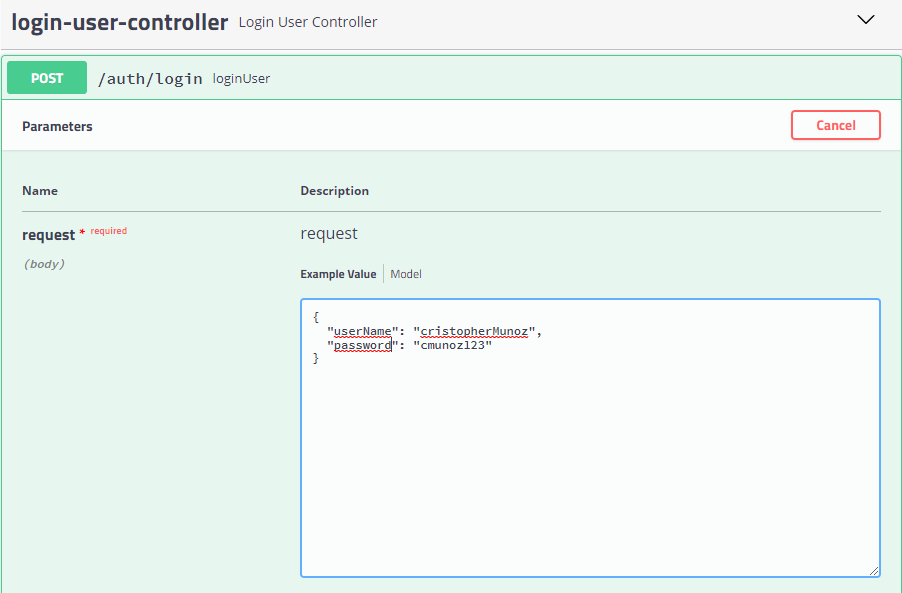 login-user-controller Login User Controller
POST /auth/login loginUser
Parameters Cancel
Name Description
request * required request
(body)
Example Value Model
{
"userName": "cristopherMunoz",
"password": "cmunoz123"
}